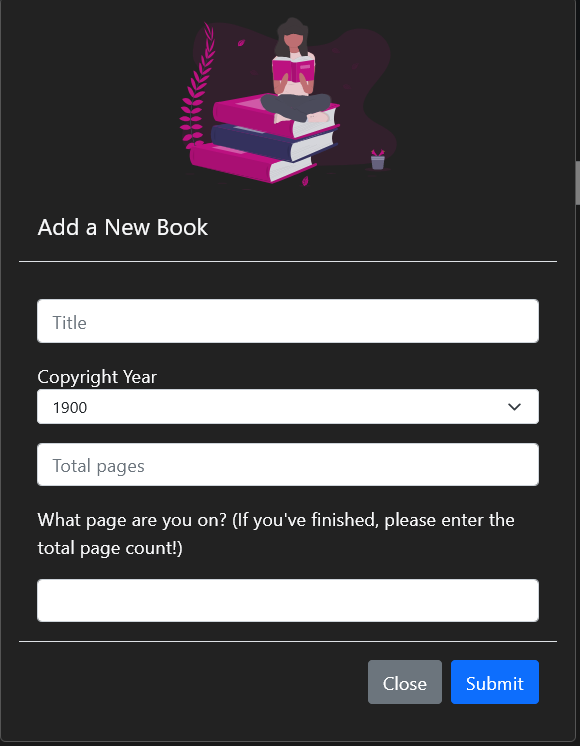 Add a New Book
Title
Copyright Year
1900
Total pages
What page are you on? (If you've finished, please enter the
total page count!)
Close Submit